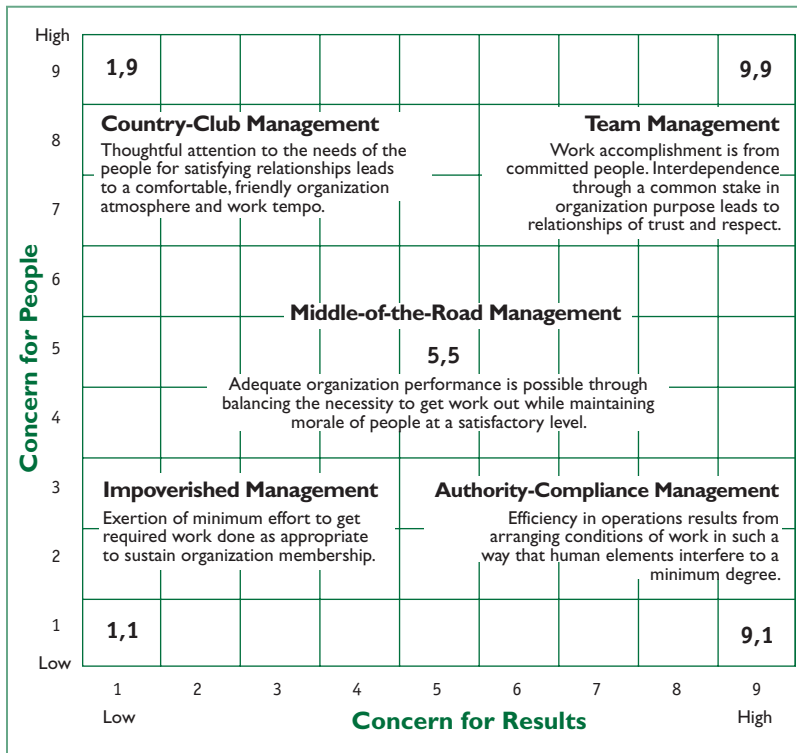 High
9
1,9
9,9
Country-Club Management
Thoughtful attention to the needs of the
people for satisfying relationships leads
to a comfortable, friendly organization
atmosphere and work tempo.
Team Management
Work accomplishment is from
committed people. Interdependence
through a common stake in
organization purpose leads to
relationships of trust and respect.
8
7
6
5
4
3
2
1
Low
Concern for People
Middle-of-the-Road Management
5,5
Adequate organization performance is possible through
balancing the necessity to get work out while maintaining
morale of people at a satisfactory level.
Impoverished Management
Exertion of minimum effort to get
required work done as appropriate
to sustain organization membership.
Authority-Compliance Management
Efficiency in operations results from
arranging conditions of work in such a
way that human elements interfere to a
minimum degree.
1,1
9,1
1 2 3 4 5 6 7 8 9
Low
High
Concern for Results